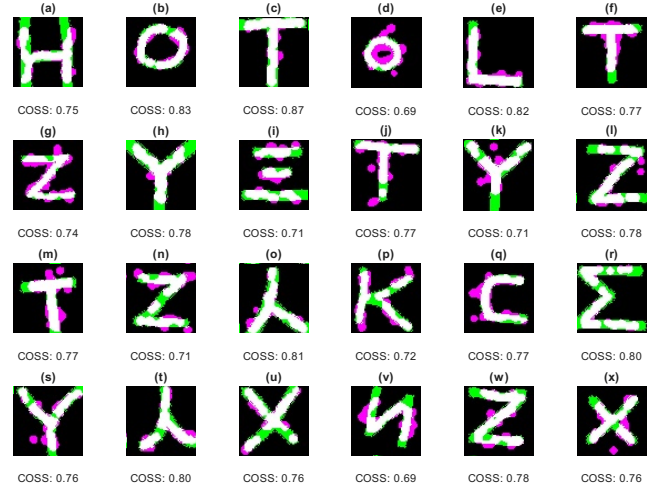 (a) (b) (c) (d) (e) (f)
H O T O L T
COSS: 0.75 COSS: 0.83 COSS: 0.87 COSS: 0.69 COSS: 0.82 COSS: 0.77
(g) (h) (i) (j) (k) (l)
Z Y Ξ T Y Z
COSS: 0.74 COSS: 0.78 COSS: 0.71 COSS: 0.77 COSS: 0.71 COSS: 0.78
(m) (n) (o) (p) (q) (r)
T Z λ K C Σ
COSS: 0.77 COSS: 0.71 COSS: 0.81 COSS: 0.72 COSS: 0.77 COSS: 0.80
(s) (t) (u) (v) (w) (x)
Y λ X И Z X
COSS: 0.76 COSS: 0.80 COSS: 0.76 COSS: 0.69 COSS: 0.78 COSS: 0.76